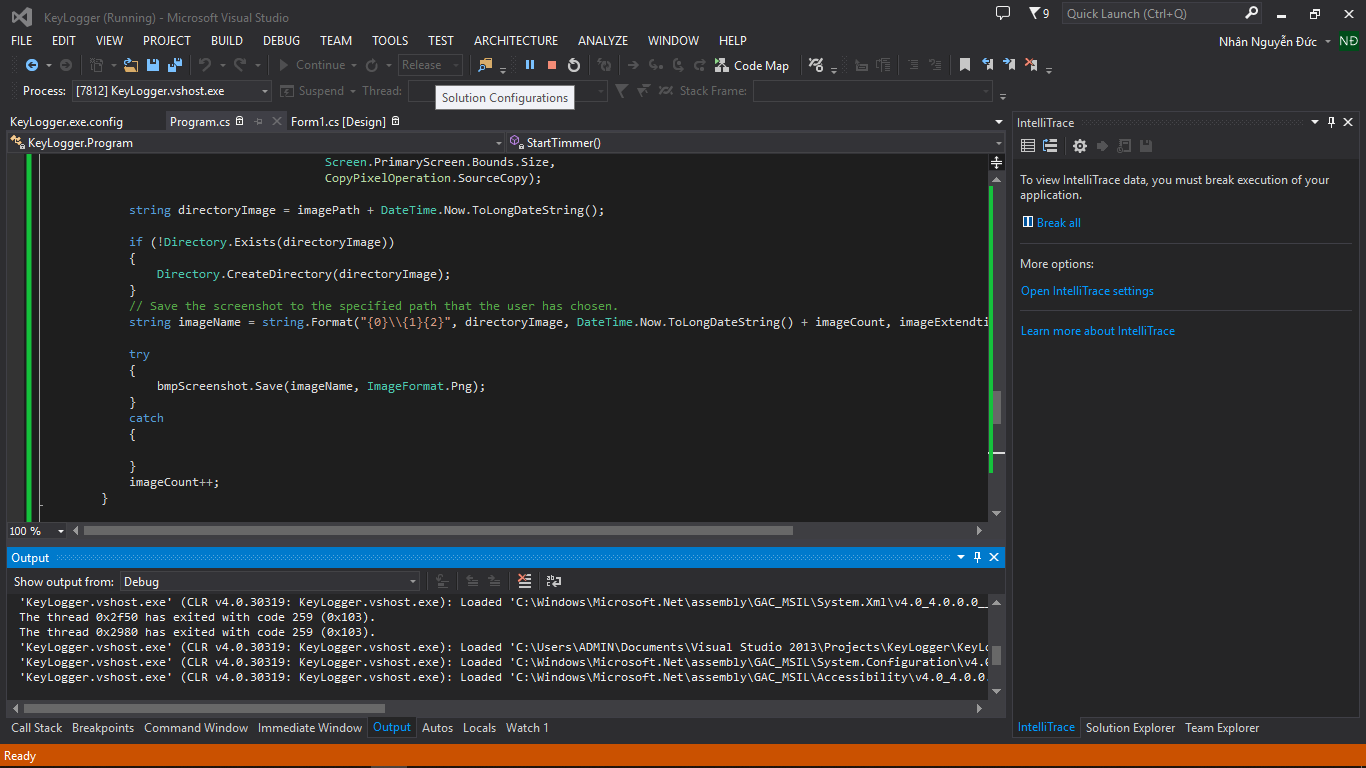 KeyLogger (Running) - Microsoft Visual Studio
9
Quick Launch (Ctrl+Q)
FILE EDIT VIEW PROJECT BUILD DEBUG TEAM TOOLS TEST ARCHITECTURE ANALYZE WINDOW HELP
Nhân Nguyễn Đức
NĐ
Continue
Release
Code Map
Process: [7812] KeyLogger.vshost.exe
Suspend
Thread:
Stack Frame:
Solution Configurations
KeyLogger.exe.config
Program.cs
Form1.cs [Design]
KeyLogger.Program
StartTimmer()
Screen.PrimaryScreen.Bounds.Size,
CopyPixelOperation.SourceCopy);
string directoryImage = imagePath + DateTime.Now.ToLongDateString();
if (!Directory.Exists(directoryImage))
{
Directory.CreateDirectory(directoryImage);
}
// Save the screenshot to the specified path that the user has chosen.
string imageName = string.Format("{0}\\{1}{2}", directoryImage, DateTime.Now.ToLongDateString() + imageCount, imageExtendti
try
{
bmpScreenshot.Save(imageName, ImageFormat.Png);
}
catch
{
}
imageCount++;
}
100 %
IntelliTrace
To view IntelliTrace data, you must break execution of your
application.
Break all
More options:
Open IntelliTrace settings
Learn more about IntelliTrace
Output
Show output from: Debug
'KeyLogger.vshost.exe' (CLR v4.0.30319: KeyLogger.vshost.exe): Loaded 'C:\Windows\Microsoft.Net\assembly\GAC_MSIL\System.Xml\v4.0_4.0.0.0__
The thread 0x2f50 has exited with code 259 (0x103).
The thread 0x2980 has exited with code 259 (0x103).
'KeyLogger.vshost.exe' (CLR v4.0.30319: KeyLogger.vshost.exe): Loaded 'C:\Users\ADMIN\Documents\Visual Studio 2013\Projects\KeyLogger\KeyLo
'KeyLogger.vshost.exe' (CLR v4.0.30319: KeyLogger.vshost.exe): Loaded 'C:\Windows\Microsoft.Net\assembly\GAC_MSIL\System.Configuration\v4.0
'KeyLogger.vshost.exe' (CLR v4.0.30319: KeyLogger.vshost.exe): Loaded 'C:\Windows\Microsoft.Net\assembly\GAC_MSIL\Accessibility\v4.0_4.0.0.
Call Stack Breakpoints Command Window Immediate Window Output Autos Locals Watch 1
IntelliTrace Solution Explorer Team Explorer
Ready